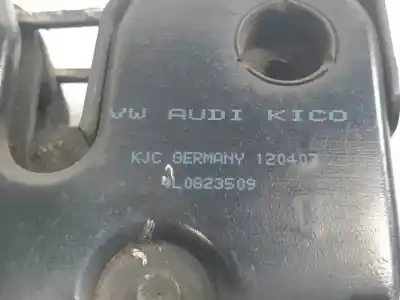 VW AUDI KICO
KJC GERMANY 120407
4L0823509